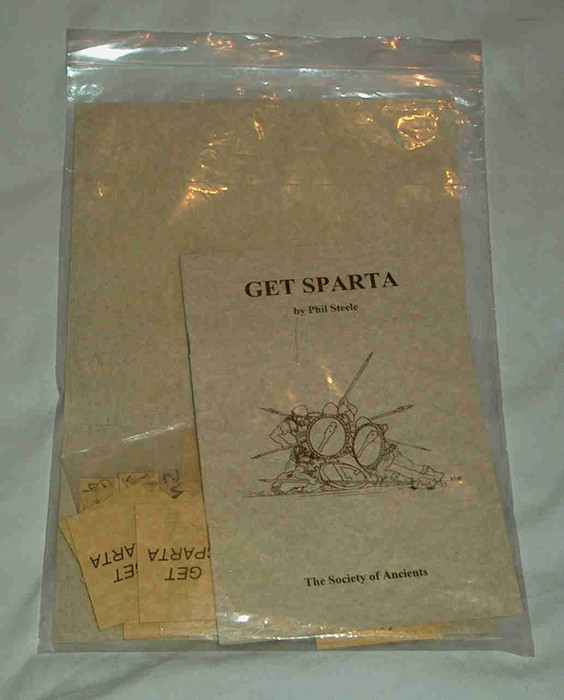 GET SPARTA
by Phil Steele
The Society of Ancients
GET
SPARTA
GET
SPARTA